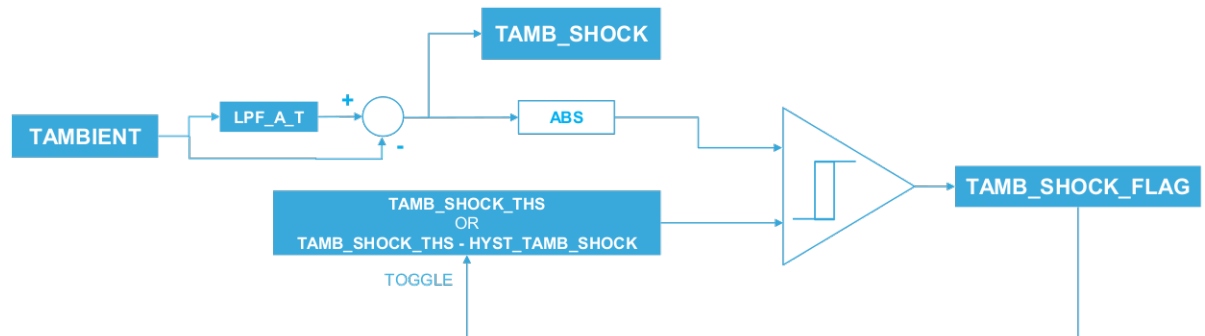 TAMB_SHOCK
LPF_A_T
+
ABS
TAMBIENT
-
TAMB_SHOCK_THS
OR
TAMB_SHOCK_THS - HYST_TAMB_SHOCK
TAMB_SHOCK_FLAG
TOGGLE